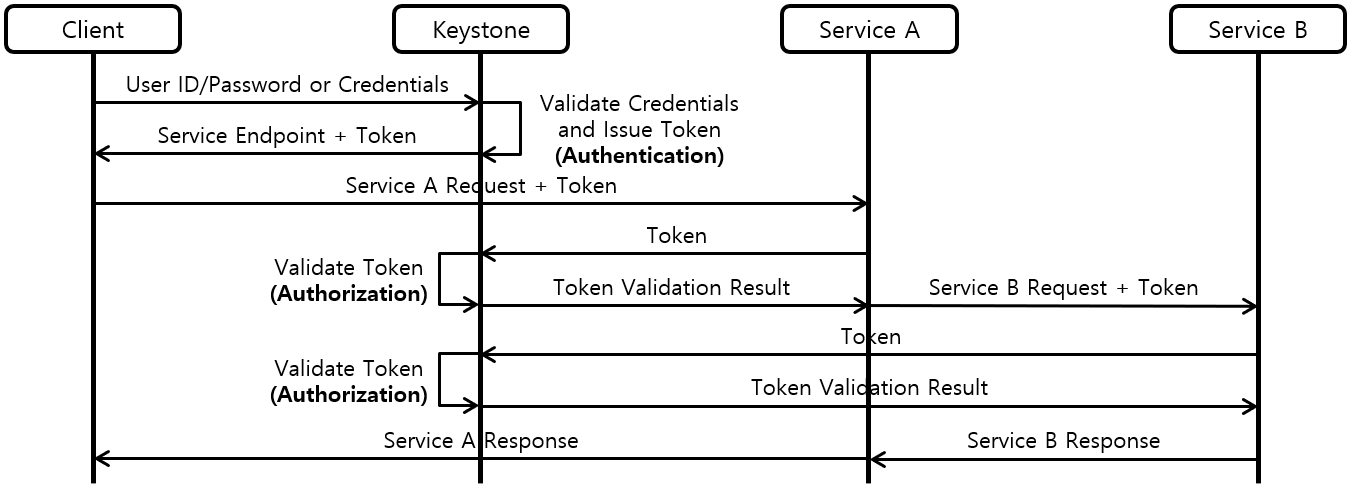 Client
Keystone
Service A
Service B
User ID/Password or Credentials
Validate Credentials
and Issue Token
(Authentication)
Service Endpoint + Token
Service A Request + Token
Token
Validate Token
(Authorization)
Token Validation Result
Service B Request + Token
Token
Validate Token
(Authorization)
Token Validation Result
Service A Response
Service B Response